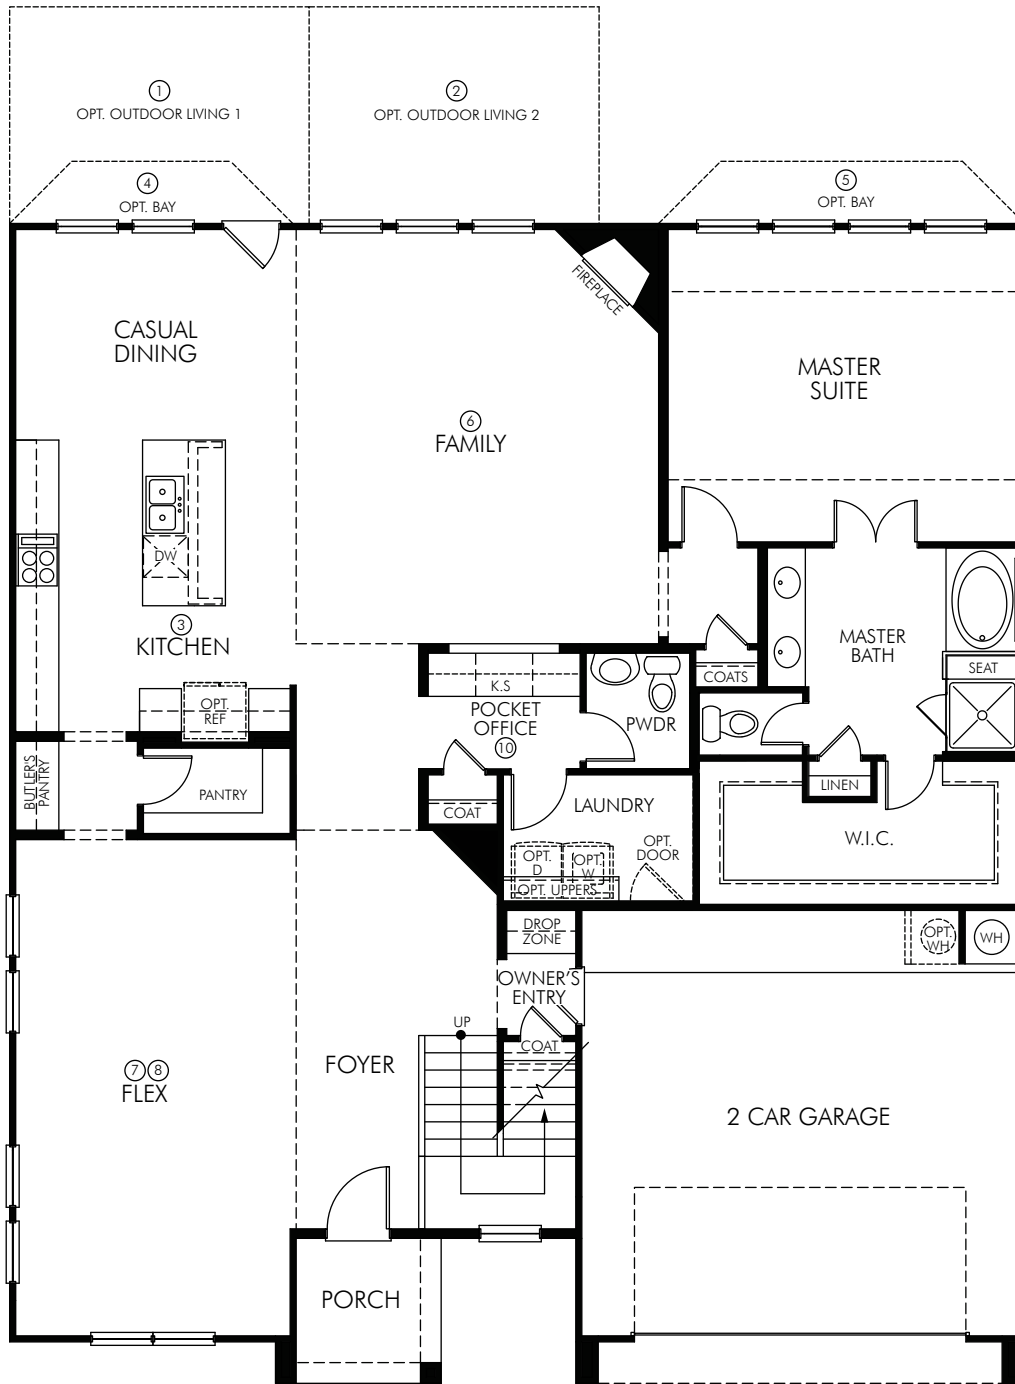 1
OPT. OUTDOOR LIVING 1
2
OPT. OUTDOOR LIVING 2
4
OPT. BAY
5
OPT. BAY
FIREPLACE
CASUAL
DINING
MASTER
SUITE
6
FAMILY
DW
3
KITCHEN
MASTER
BATH
SEAT
COATS
K.S
OPT.
REF
POCKET
OFFICE
10
PWDR
BUTLER'S
PANTRY
PANTRY
COAT
LAUNDRY
LINEN
W.I.C.
OPT.
D
OPT.
W
OPT. UPPERS
OPT.
DOOR
DROP
ZONE
OPT.
WH
WH
OWNER'S
ENTRY
UP
COAT
7 8
FLEX
FOYER
2 CAR GARAGE
PORCH